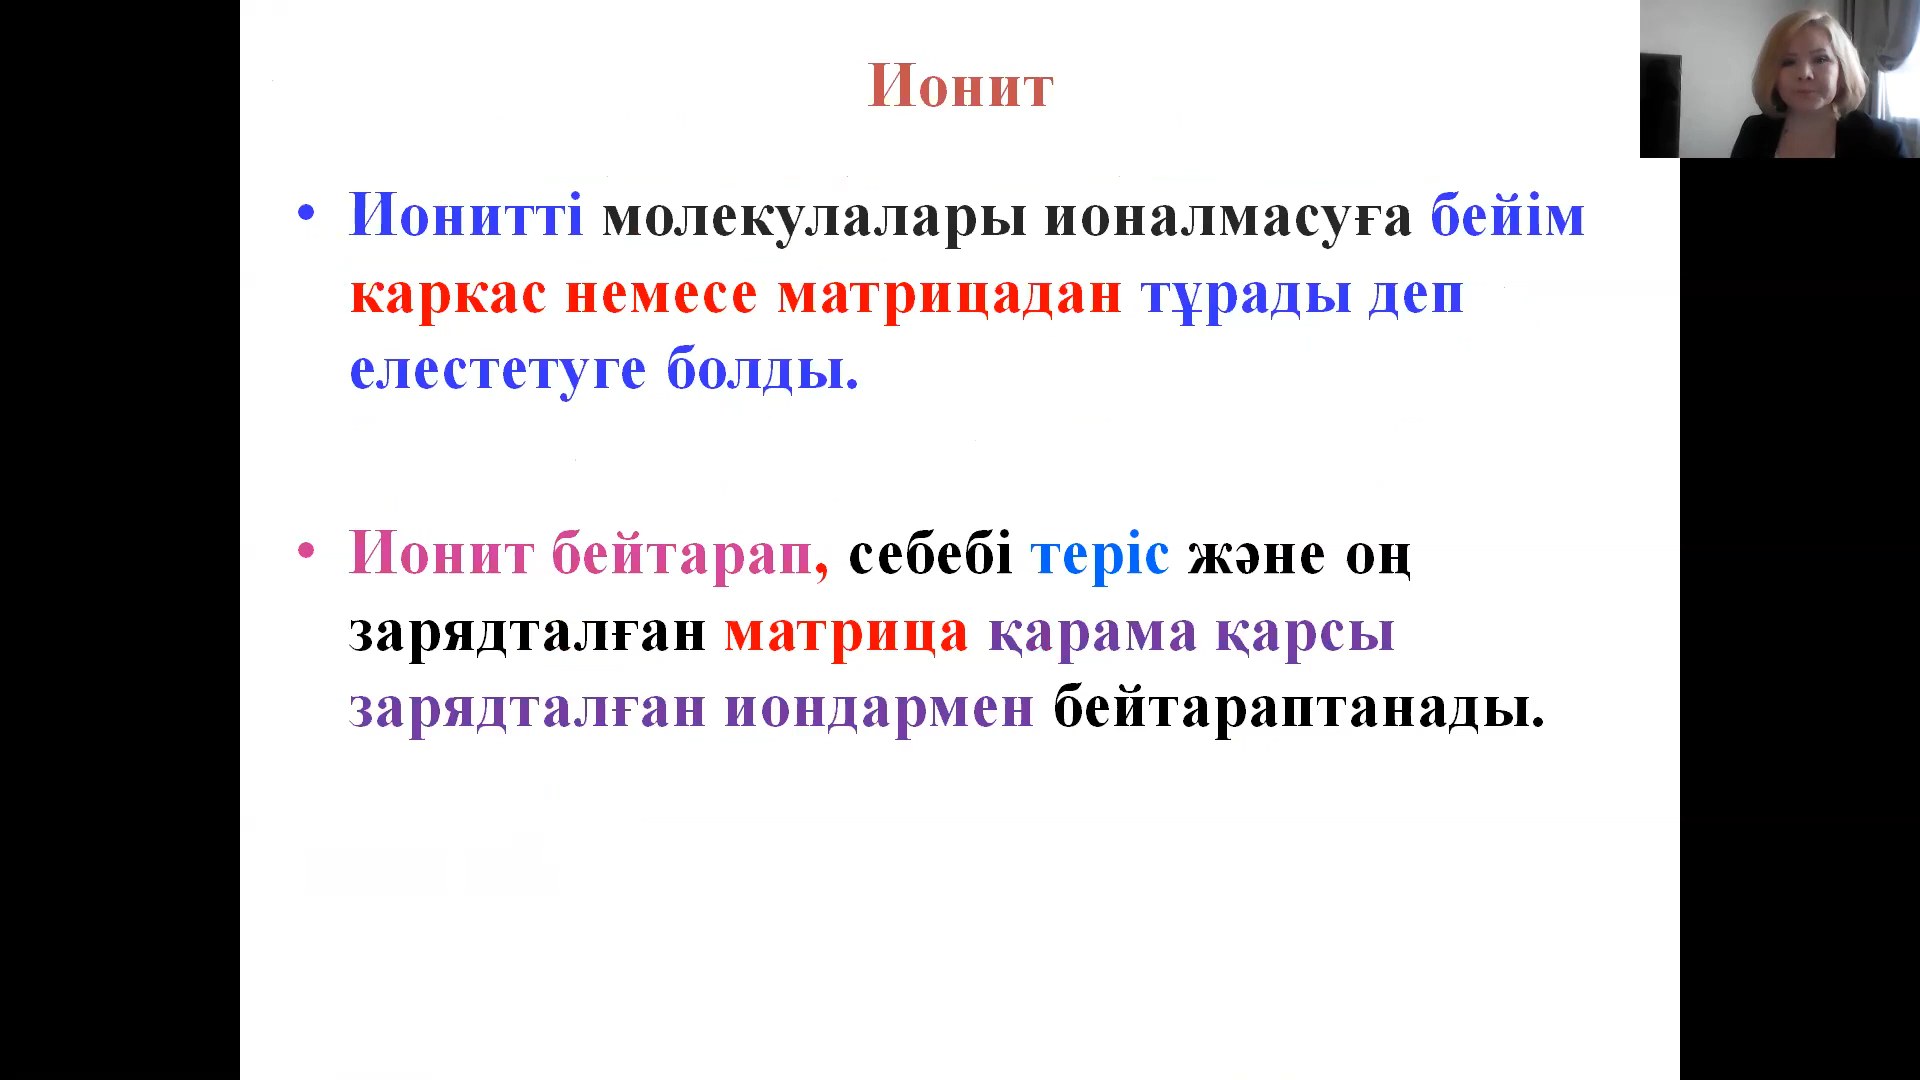 Ионит
• Иониттi молекулалары ионалмасуға бейім
каркас немесе матрицадан тұрады деп
елестетуге болды.
• Ионит бейтарап, себебі теріс және оң
зарядталған матрица қарама қарсы
зарядталған иондармен бейтараптанады.